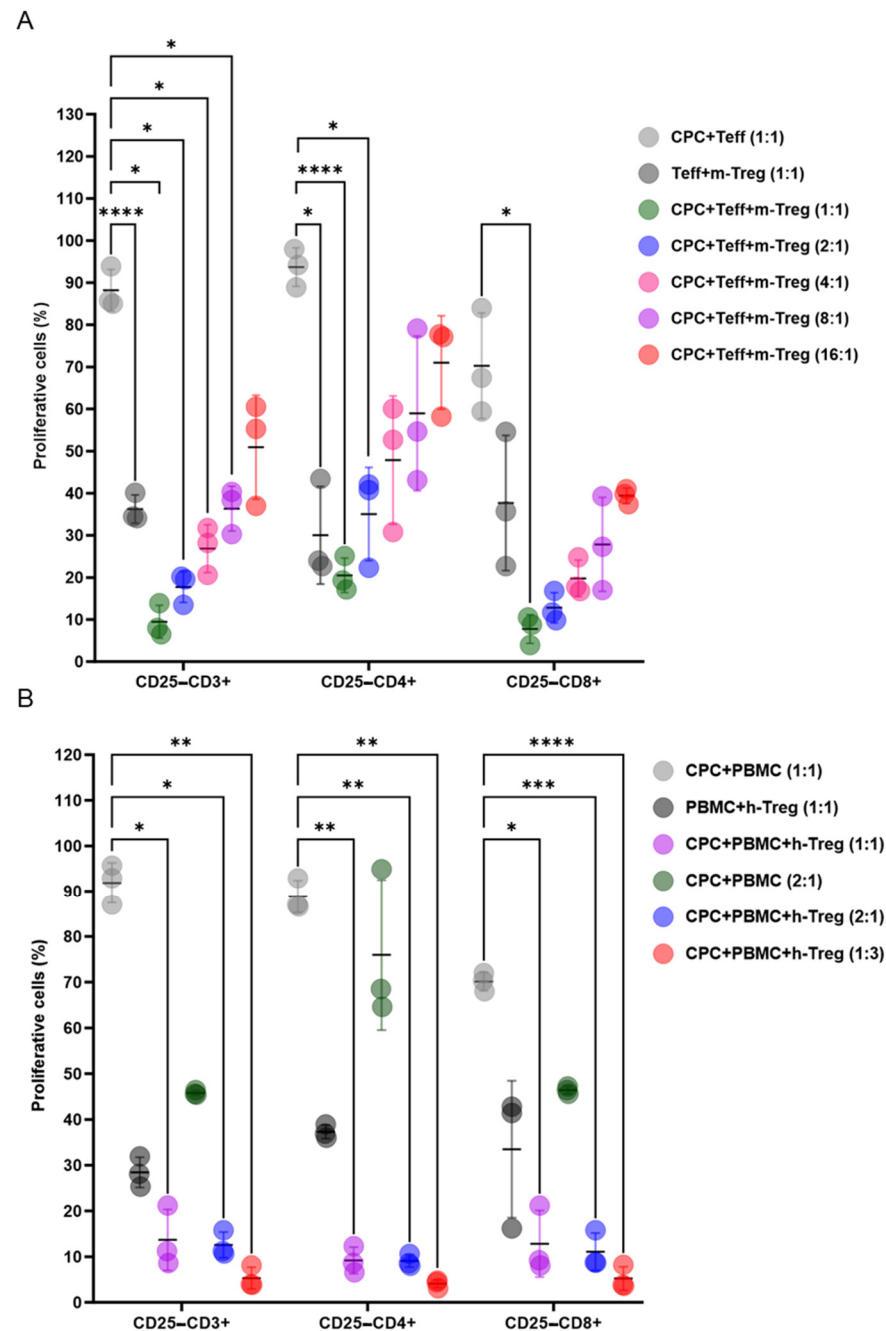 A
*
*
*
*
****
*
****
*
*
130
120
110
100
90
80
70
60
50
40
30
20
10
0
Proliferative cells (%)
CD25–CD3+
CD25–CD4+
CD25–CD8+
CPC+Teff (1:1)
Teff+m-Treg (1:1)
CPC+Teff+m-Treg (1:1)
CPC+Teff+m-Treg (2:1)
CPC+Teff+m-Treg (4:1)
CPC+Teff+m-Treg (8:1)
CPC+Teff+m-Treg (16:1)
B
**
*
*
**
**
**
****
***
*
120
110
100
90
80
70
60
50
40
30
20
10
0
Proliferative cells (%)
CD25–CD3+
CD25–CD4+
CD25–CD8+
CPC+PBMC (1:1)
PBMC+h-Treg (1:1)
CPC+PBMC+h-Treg (1:1)
CPC+PBMC (2:1)
CPC+PBMC+h-Treg (2:1)
CPC+PBMC+h-Treg (1:3)